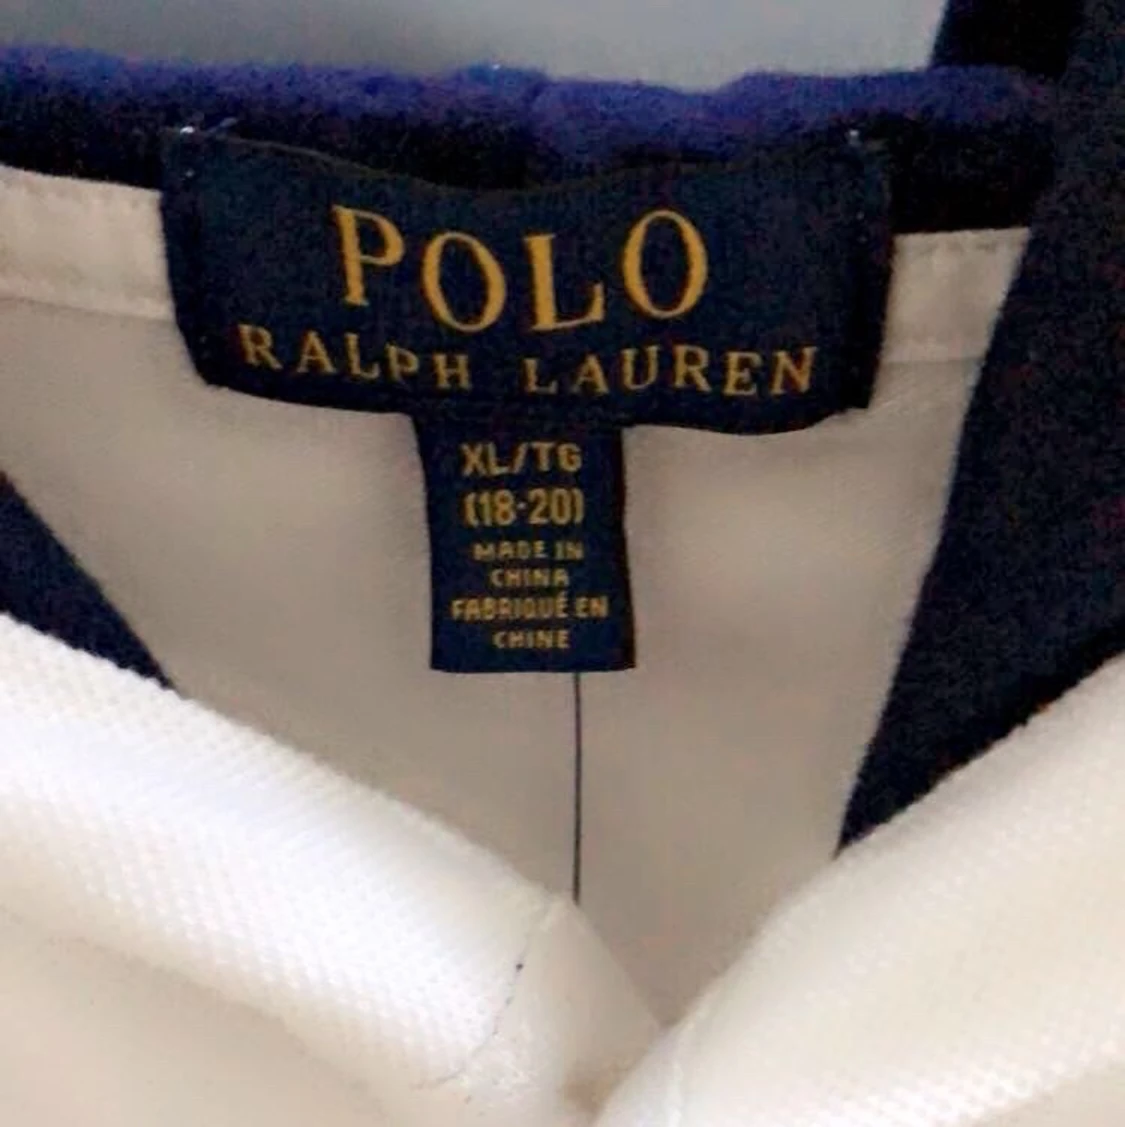 POLO
RALPH LAUREN
XL/TG
(18-20)
MADE IN
CHINA
FABRIQUÉ EN
CHINE